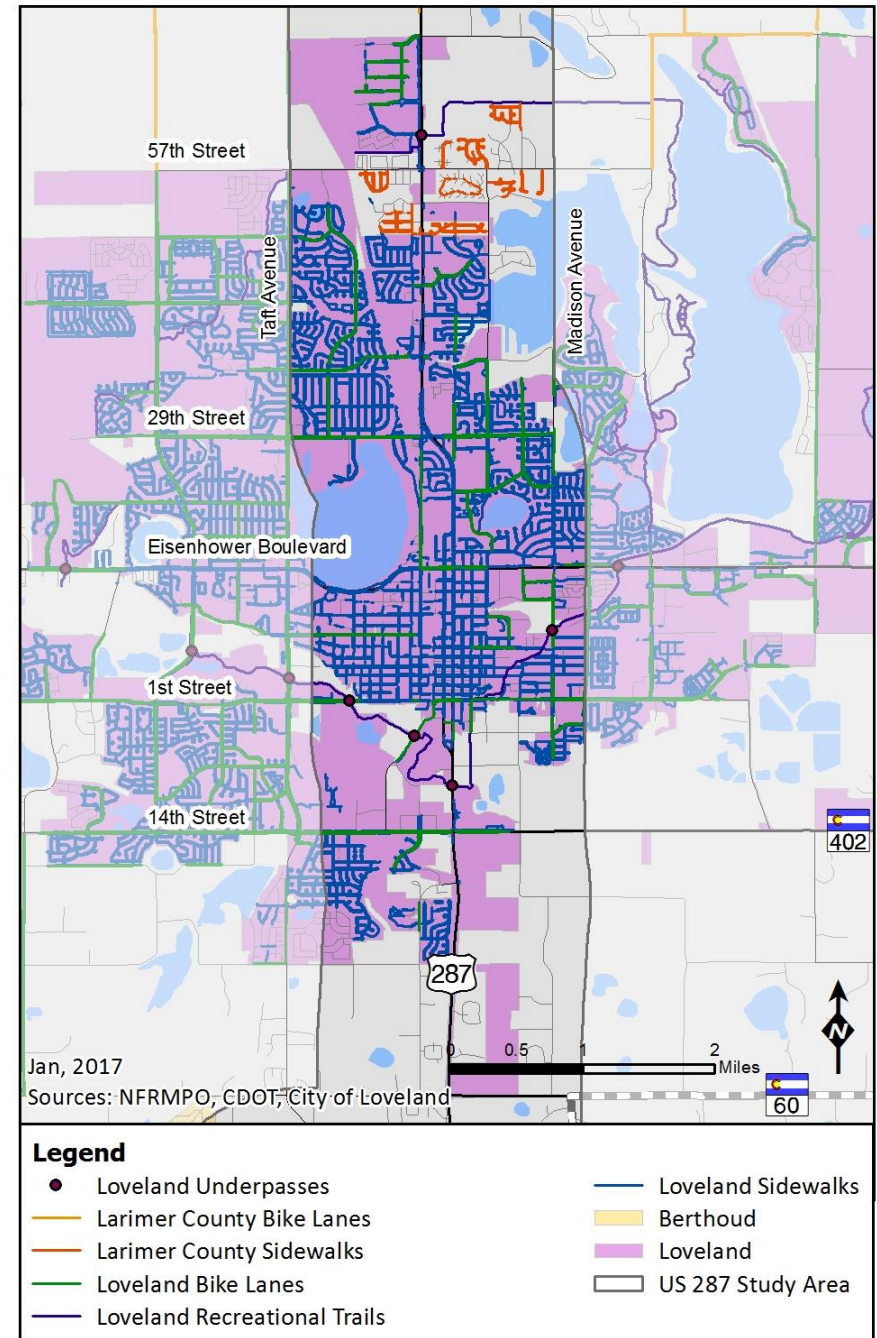 57th Street
Taft Avenue
Madison Avenue
29th Street
Eisenhower Boulevard
1st Street
14th Street
C
402
287
0 0.5 1 2
Miles
N
Jan, 2017
Sources: NFRMPO, CDOT, City of Loveland
C
60
Legend
Loveland Underpasses
Larimer County Bike Lanes
Larimer County Sidewalks
Loveland Bike Lanes
Loveland Recreational Trails
Loveland Sidewalks
Berthoud
Loveland
US 287 Study Area